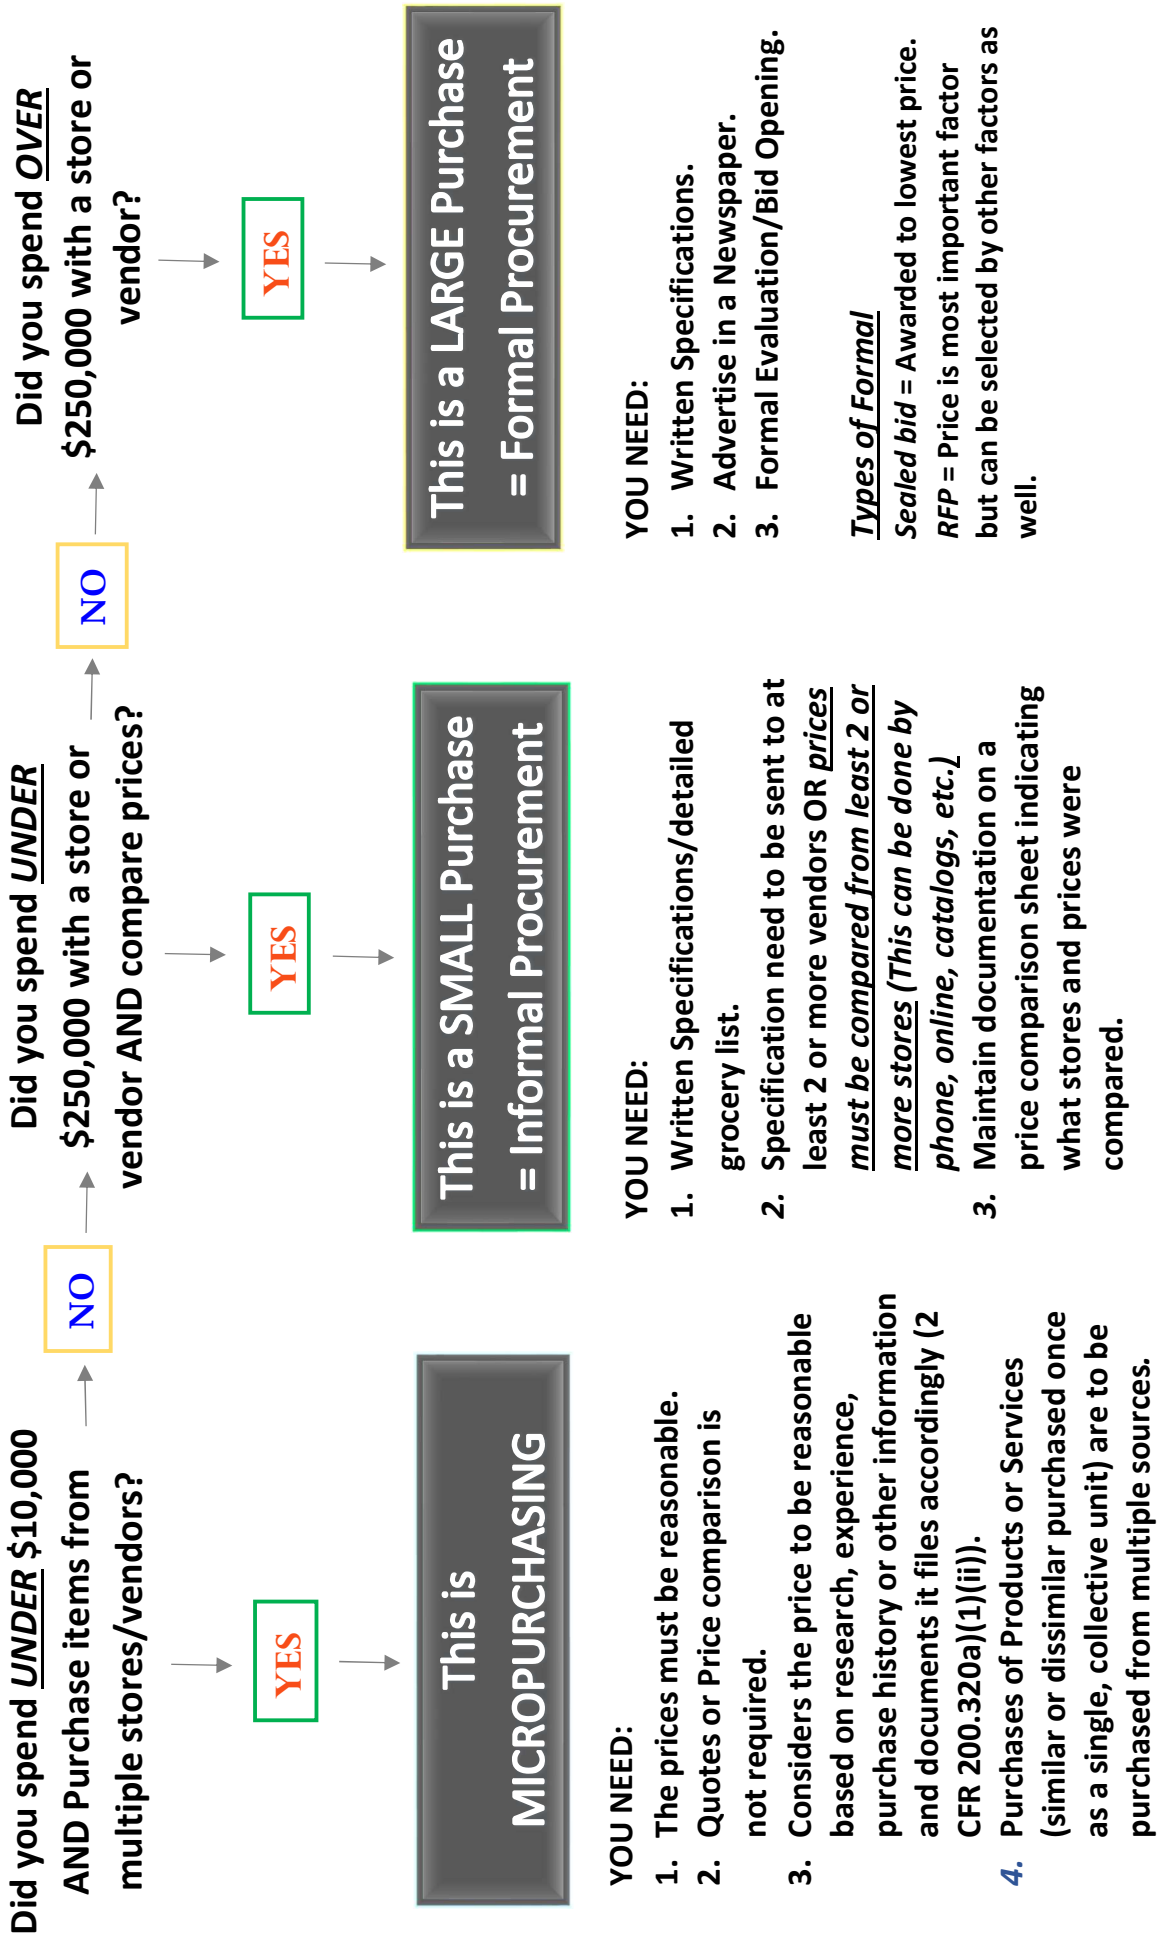 Did you spend UNDER $10,000
AND Purchase items from
multiple stores/vendors?
NO
YES
This is
MICROPURCHASING
YOU NEED:
1. The prices must be reasonable.
2. Quotes or Price comparison is
not required.
3. Considers the price to be reasonable
based on research, experience,
purchase history or other information
and documents it files accordingly (2
CFR 200.320a)(1)(ii)).
4. Purchases of Products or Services
(similar or dissimilar purchased once
as a single, collective unit) are to be
purchased from multiple sources.
Did you spend UNDER
$250,000 with a store or
vendor AND compare prices?
NO
YES
This is a SMALL Purchase
= Informal Procurement
YOU NEED:
1. Written Specifications/detailed
grocery list.
2. Specification need to be sent to at
least 2 or more vendors OR prices
must be compared from least 2 or
more stores (This can be done by
phone, online, catalogs, etc.)
3. Maintain documentation on a
price comparison sheet indicating
what stores and prices were
compared.
Did you spend OVER
$250,000 with a store or
vendor?
YES
This is a LARGE Purchase
= Formal Procurement
YOU NEED:
1. Written Specifications.
2. Advertise in a Newspaper.
3. Formal Evaluation/Bid Opening.
Types of Formal
Sealed bid = Awarded to lowest price.
RFP = Price is most important factor
but can be selected by other factors as
well.